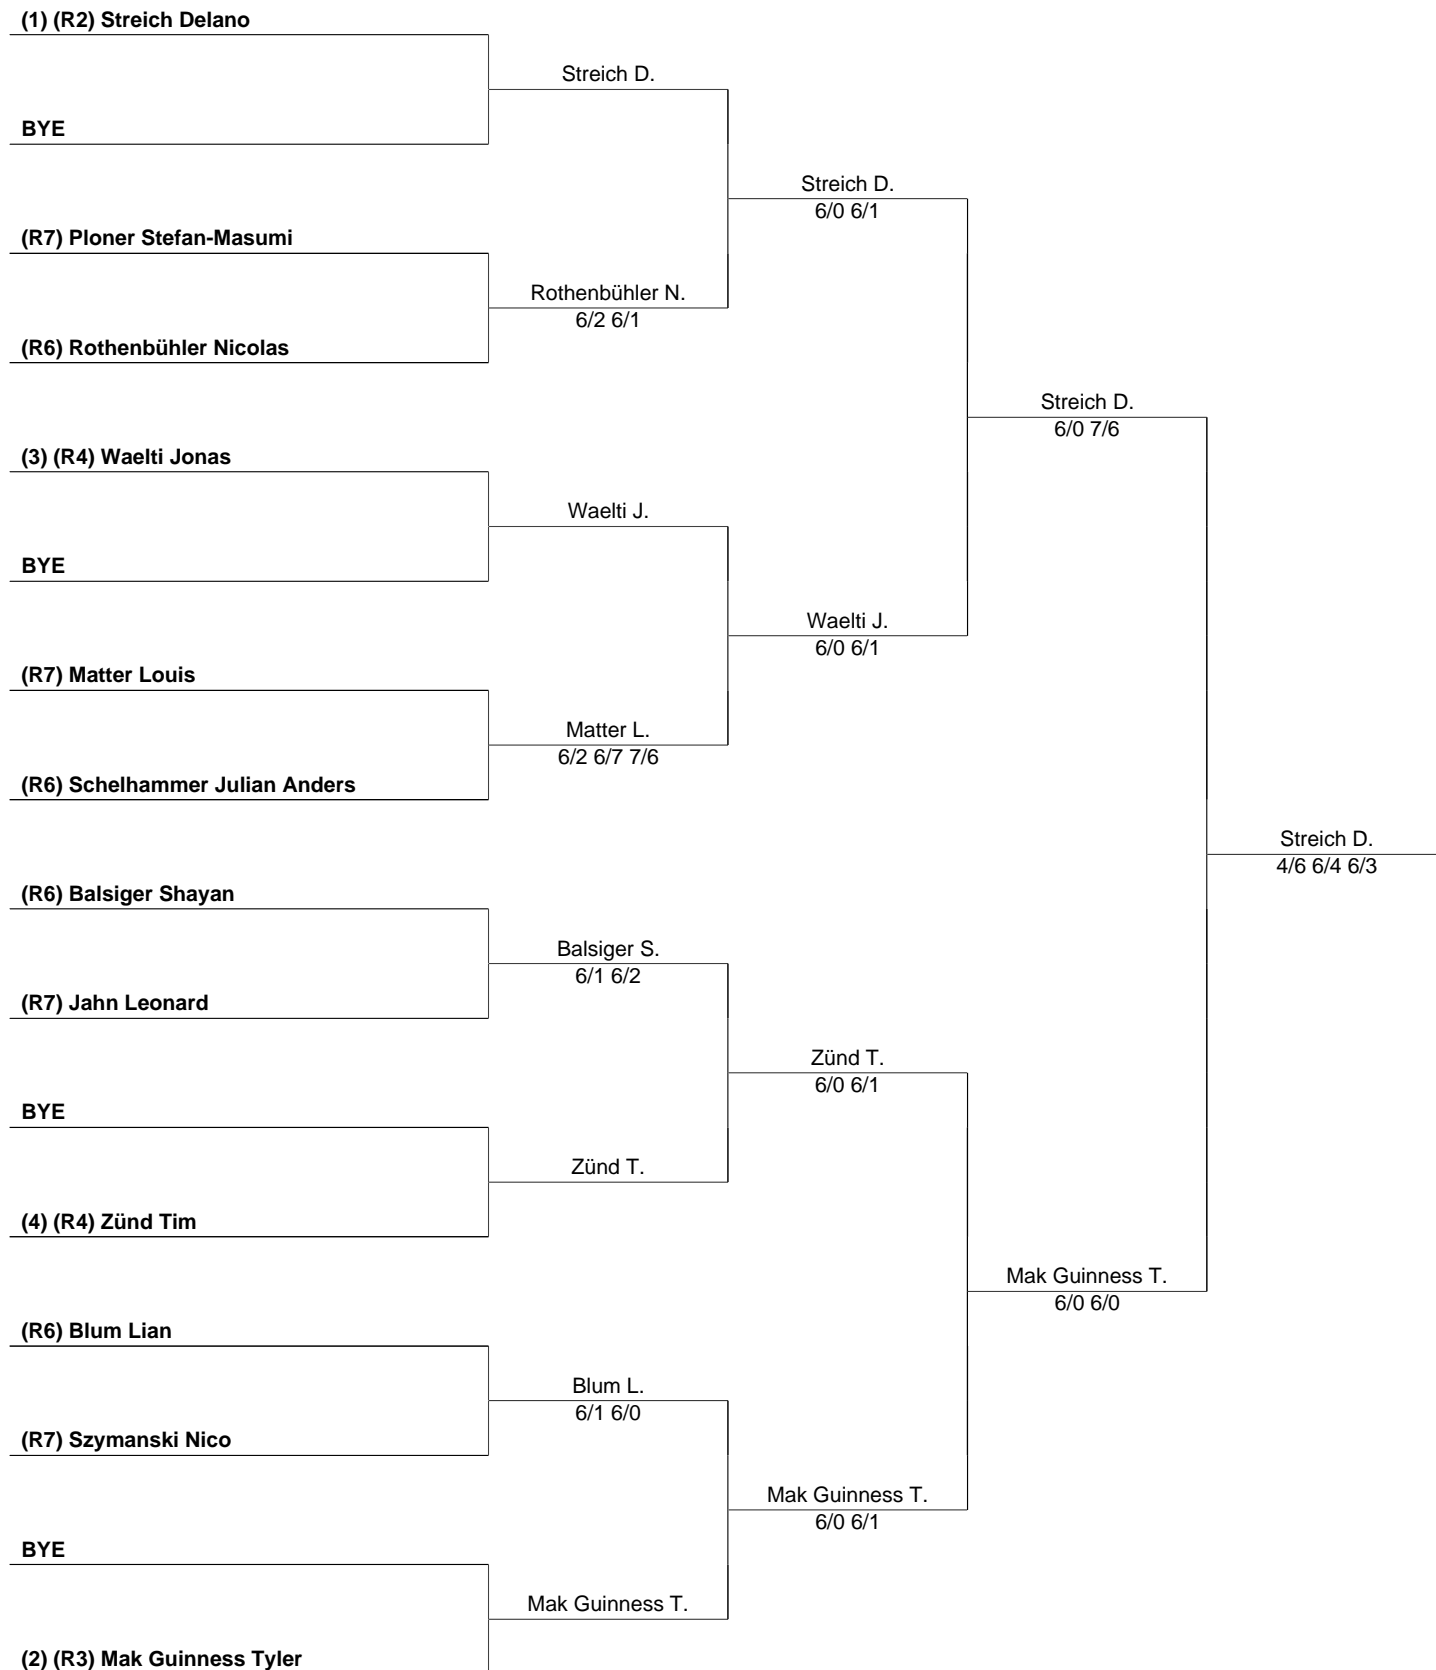 (1) (R2) Streich Delano
Streich D.
BYE
Streich D.
6/0 6/1
(R7) Ploner Stefan-Masumi
Rothenbühler N.
6/2 6/1
(R6) Rothenbühler Nicolas
Streich D.
6/0 7/6
(3) (R4) Waelti Jonas
Waelti J.
BYE
Waelti J.
6/0 6/1
(R7) Matter Louis
Matter L.
6/2 6/7 7/6
(R6) Schelhammer Julian Anders
Streich D.
4/6 6/4 6/3
(R6) Balsiger Shayan
Balsiger S.
6/1 6/2
(R7) Jahn Leonard
Zünd T.
6/0 6/1
BYE
Zünd T.
(4) (R4) Zünd Tim
Mak Guinness T.
6/0 6/0
(R6) Blum Lian
Blum L.
6/1 6/0
(R7) Szymanski Nico
Mak Guinness T.
6/0 6/1
BYE
Mak Guinness T.
(2) (R3) Mak Guinness Tyler